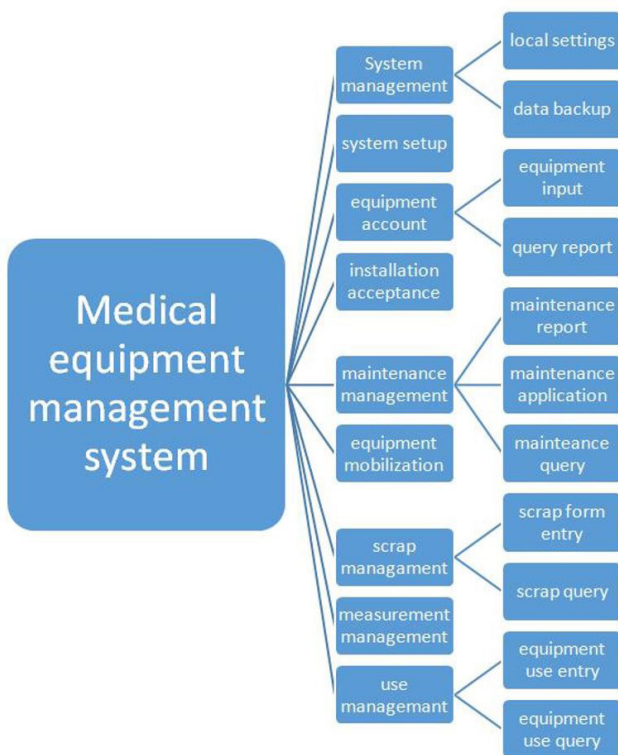 Medical
equipment
management
system
System
management
local settings
data backup
system setup
equipment
account
equipment
input
query report
installation
acceptance
maintenance
management
maintenance
report
maintenance
application
mainteance
query
equipment
mobilization
scrap
managament
scrap form
entry
scrap query
measurement
management
use
managemant
equipment
use entry
equipment
use query